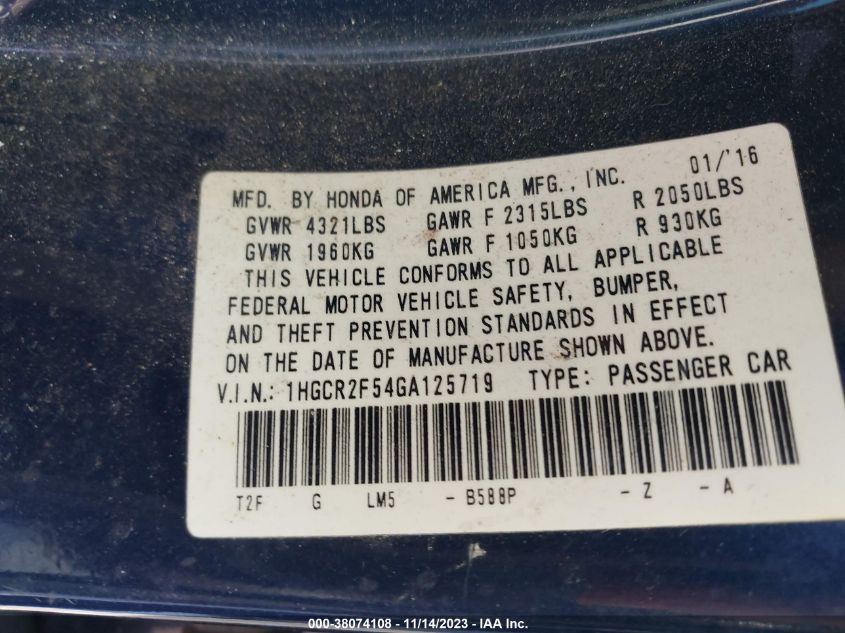 MFD. BY HONDA OF AMERICA MFG., INC. 01/'16
GVWR 4321LBS GAWR F 2315LBS R 2050LBS
GVWR 1960KG GAWR F 1050KG R 930KG
THIS VEHICLE CONFORMS TO ALL APPLICABLE
FEDERAL MOTOR VEHICLE SAFETY, BUMPER,
AND THEFT PREVENTION STANDARDS IN EFFECT
ON THE DATE OF MANUFACTURE SHOWN ABOVE.
V.I.N.: 1HGCR2F54GA125719 TYPE: PASSENGER CAR
T2F G LM5 - B588P - Z - A
000-38074108 - 11/14/2023 - IAA Inc.